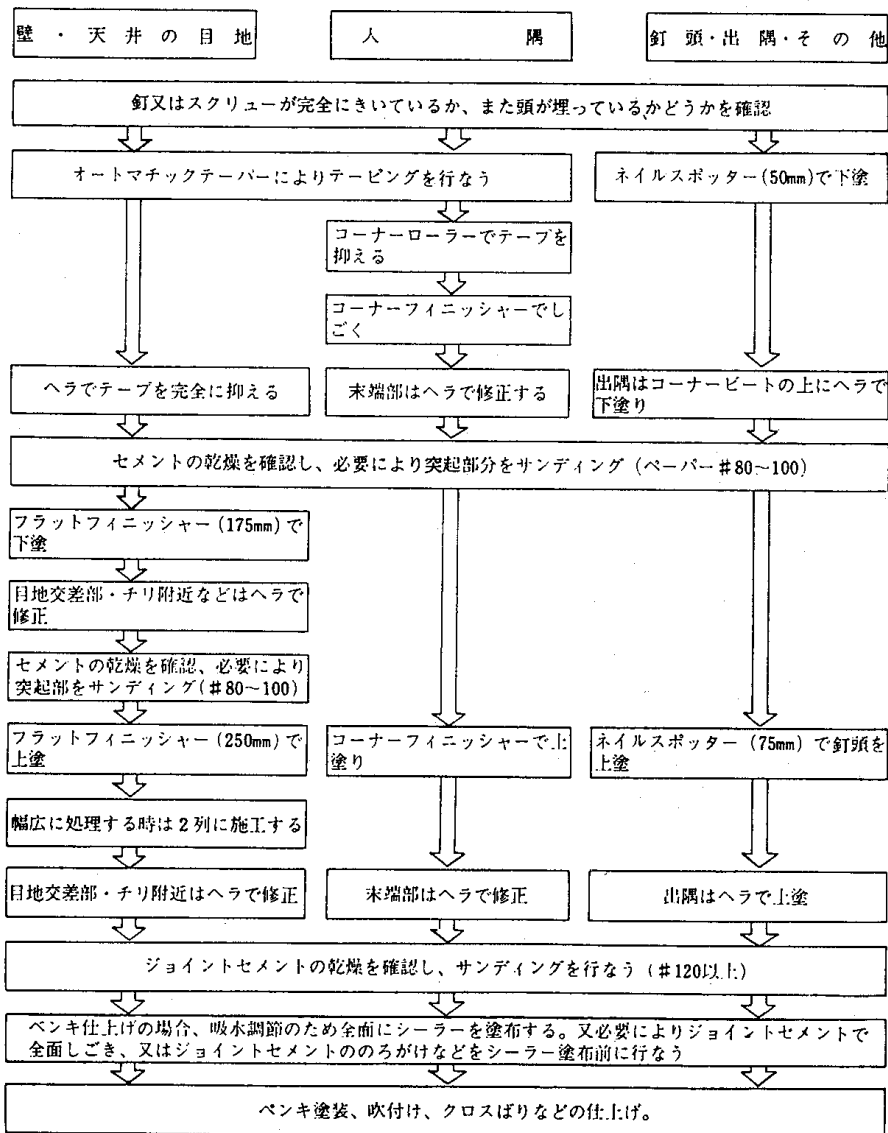 壁・天井の目地
人隅
釘頭・出隅・その他
釘又はスクリューが完全にきいているか、また頭が埋っているかどうかを確認
オートマチックテーパーによりテーピングを行なう
ネイルスポッター(50mm)で下塗
コーナーローラーでテープを
抑える
コーナーフィニッシャーでし
ごく
ヘラでテープを完全に抑える
末端部はヘラで修正する
出隅はコーナービートの上にヘラで
下塗り
セメントの乾燥を確認し、必要により突起部分をサンディング(ペーパー#80~100)
フラットフィニッシャー(175mm)で
下塗
目地交差部・チリ附近などはヘラで
修正
セメントの乾燥を確認、必要により
突起部をサンディング(#80~100)
フラットフィニッシャー(250mm)で
上塗
コーナーフィニッシャーで上
塗り
ネイルスポッター(75mm)で釘頭を
上塗
幅広に処理する時は2列に施工する
目地交差部・チリ附近はヘラで修正
末端部はヘラで修正
出隅はヘラで上塗
ジョイントセメントの乾燥を確認し、サンディングを行なう(#120以上)
ペンキ仕上げの場合、吸水調節のため全面にシーラーを塗布する。又必要によりジョイントセメントで
全面しごき、又はジョイントセメントののろがけなどをシーラー塗布前に行なう
ペンキ塗装、吹付け、クロスばりなどの仕上げ。